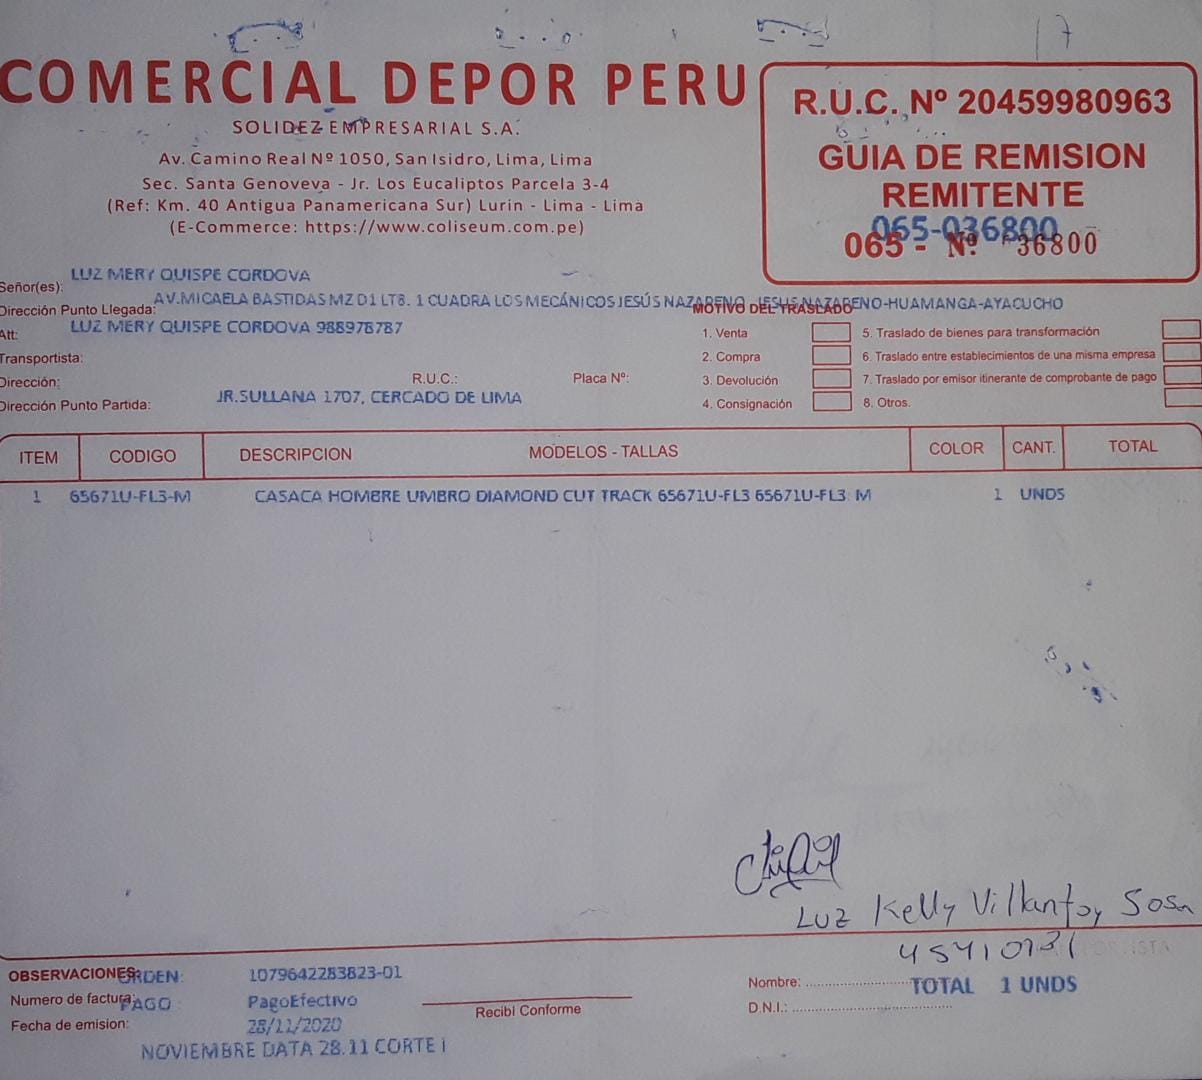 17
COMERCIAL DEPOR PERU
SOLIDEZ EMPRESARIAL S.A.
Av. Camino Real Nº 1050, San Isidro, Lima, Lima
Sec. Santa Genoveva - Jr. Los Eucaliptos Parcela 3-4
(Ref: Km. 40 Antigua Panamericana Sur) Lurin - Lima - Lima
(E-Commerce: https://www.coliseum.com.pe)
R.U.C. Nº 20459980963
GUIA DE REMISION
REMITENTE
065-036800
065 - Nº 36800
Señor(es): LUZ MERY QUISPE CORDOVA
Dirección Punto Llegada: AV.MICAELA BASTIDAS MZ D1 LT8. 1 CUADRA LOS MECÁNICOS JESÚS NAZARENO JESUS NAZARENO-HUAMANGA-AYACUCHO
Att: LUZ MERY QUISPE CORDOVA 988978787
Transportista:
Dirección: R.U.C.: Placa Nº:
Dirección Punto Partida: JR.SULLANA 1707, CERCADO DE LIMA
MOTIVO DEL TRASLADO
1. Venta
2. Compra
3. Devolución
4. Consignación
5. Traslado de bienes para transformación
6. Traslado entre establecimientos de una misma empresa
7. Traslado por emisor itinerante de comprobante de pago
8. Otros.
ITEM CODIGO DESCRIPCION MODELOS - TALLAS COLOR CANT. TOTAL
1 65671U-FL3-M CASACA HOMBRE UMBRO DIAMOND CUT TRACK 65671U-FL3 65671U-FL3 M 1 UNDS
Luz Kelly Villantoy Sosa
45410731
OBSERVACIONES: ORDEN: 1079642283823-01
Numero de factura: PAGO : PagoEfectivo
Fecha de emision: 28/11/2020
NOVIEMBRE DATA 28.11 CORTE I
Recibi Conforme
Nombre:
TOTAL 1 UNDS
D.N.I.: